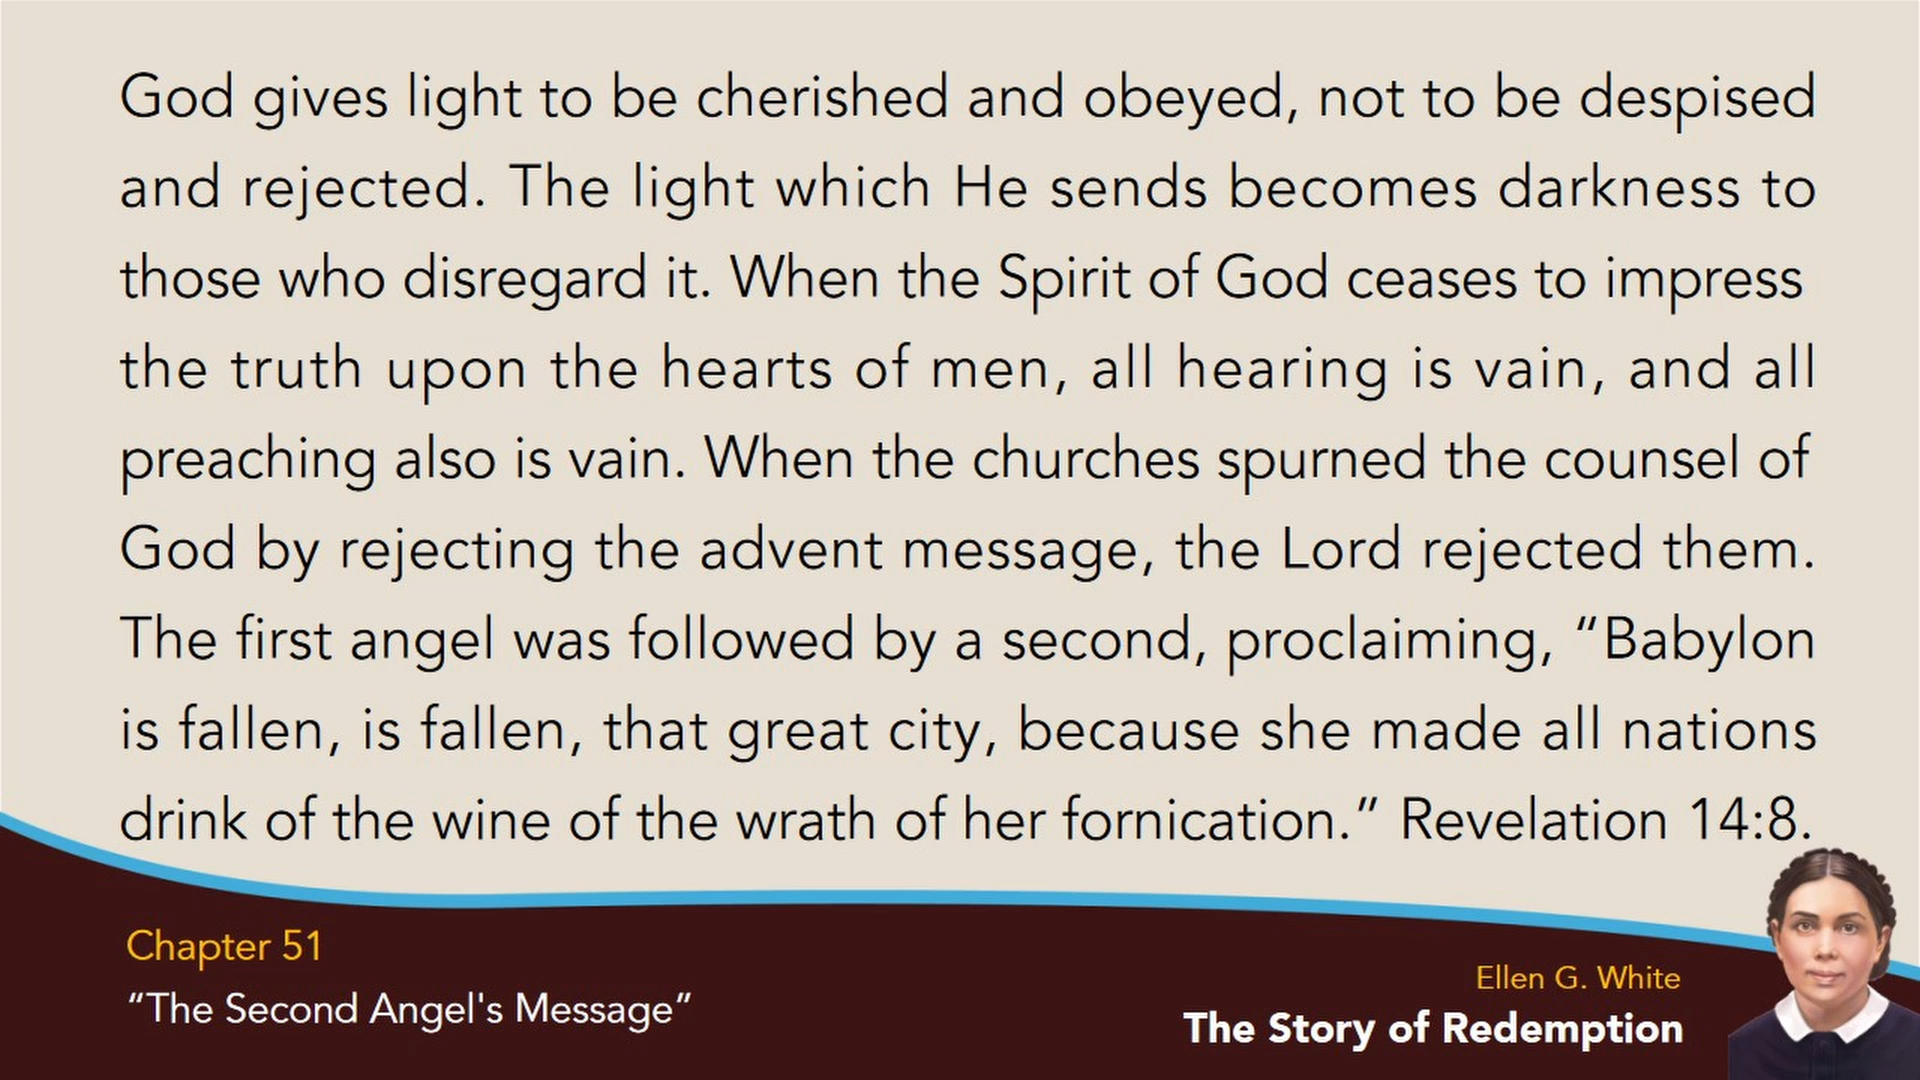 God gives light to be cherished and obeyed, not to be despised
and rejected. The light which He sends becomes darkness to
those who disregard it. When the Spirit of God ceases to impress
the truth upon the hearts of men, all hearing is vain, and all
preaching also is vain. When the churches spurned the counsel of
God by rejecting the advent message, the Lord rejected them.
The first angel was followed by a second, proclaiming, “Babylon
is fallen, is fallen, that great city, because she made all nations
drink of the wine of the wrath of her fornication.” Revelation 14:8.
Chapter 51
“The Second Angel's Message”
Ellen G. White
The Story of Redemption